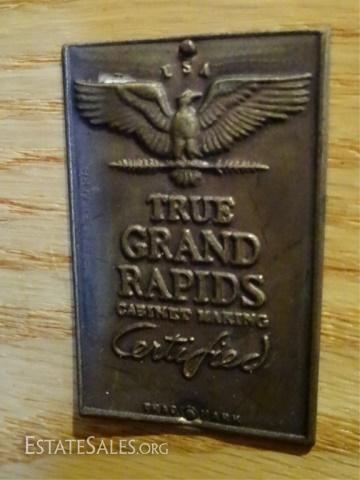 USA
TRUE
GRAND
RAPIDS
CABINET MAKING
Certified
TRADE MARK
ESTATESALES.ORG